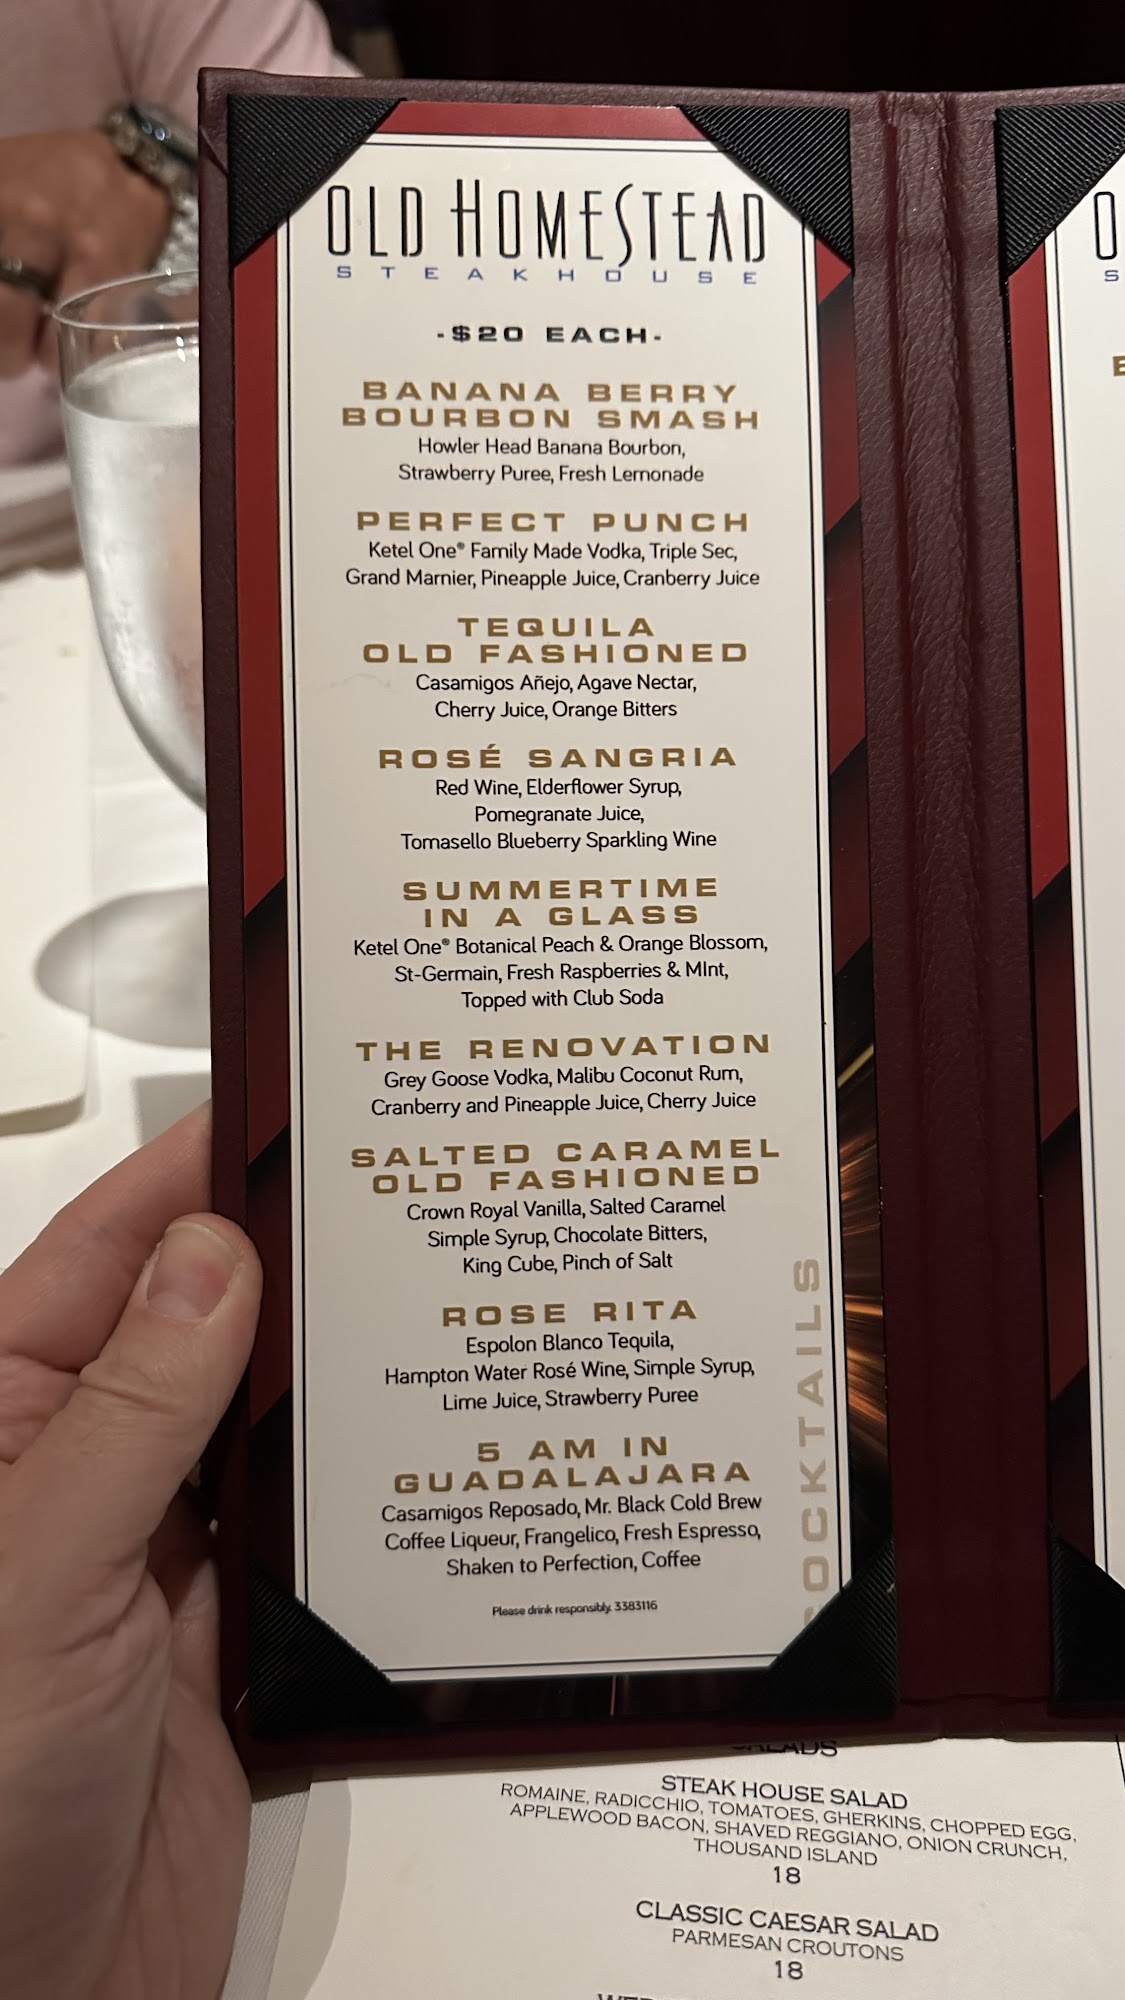 OLD HOMESTEAD
STEAKHOUSE
-$20 EACH-
BANANA BERRY
BOURBON SMASH
Howler Head Banana Bourbon,
Strawberry Puree, Fresh Lemonade
PERFECT PUNCH
Ketel One® Family Made Vodka, Triple Sec,
Grand Marnier, Pineapple Juice, Cranberry Juice
TEQUILA
OLD FASHIONED
Casamigos Añejo, Agave Nectar,
Cherry Juice, Orange Bitters
ROSÉ SANGRIA
Red Wine, Elderflower Syrup,
Pomegranate Juice,
Tomasello Blueberry Sparkling Wine
SUMMERTIME
IN A GLASS
Ketel One® Botanical Peach & Orange Blossom,
St-Germain, Fresh Raspberries & MInt,
Topped with Club Soda
THE RENOVATION
Grey Goose Vodka, Malibu Coconut Rum,
Cranberry and Pineapple Juice, Cherry Juice
SALTED CARAMEL
OLD FASHIONED
Crown Royal Vanilla, Salted Caramel
Simple Syrup, Chocolate Bitters,
King Cube, Pinch of Salt
ROSE RITA
Espolon Blanco Tequila,
Hampton Water Rosé Wine, Simple Syrup,
Lime Juice, Strawberry Puree
5 AM IN
GUADALAJARA
Casamigos Reposado, Mr. Black Cold Brew
Coffee Liqueur, Frangelico, Fresh Espresso,
Shaken to Perfection, Coffee
Please drink responsibly. 3383116
COCKTAILS
SALADS
STEAK HOUSE SALAD
ROMAINE, RADICCHIO, TOMATOES, GHERKINS, CHOPPED EGG,
APPLEWOOD BACON, SHAVED REGGIANO, ONION CRUNCH,
THOUSAND ISLAND
18
CLASSIC CAESAR SALAD
PARMESAN CROUTONS
18